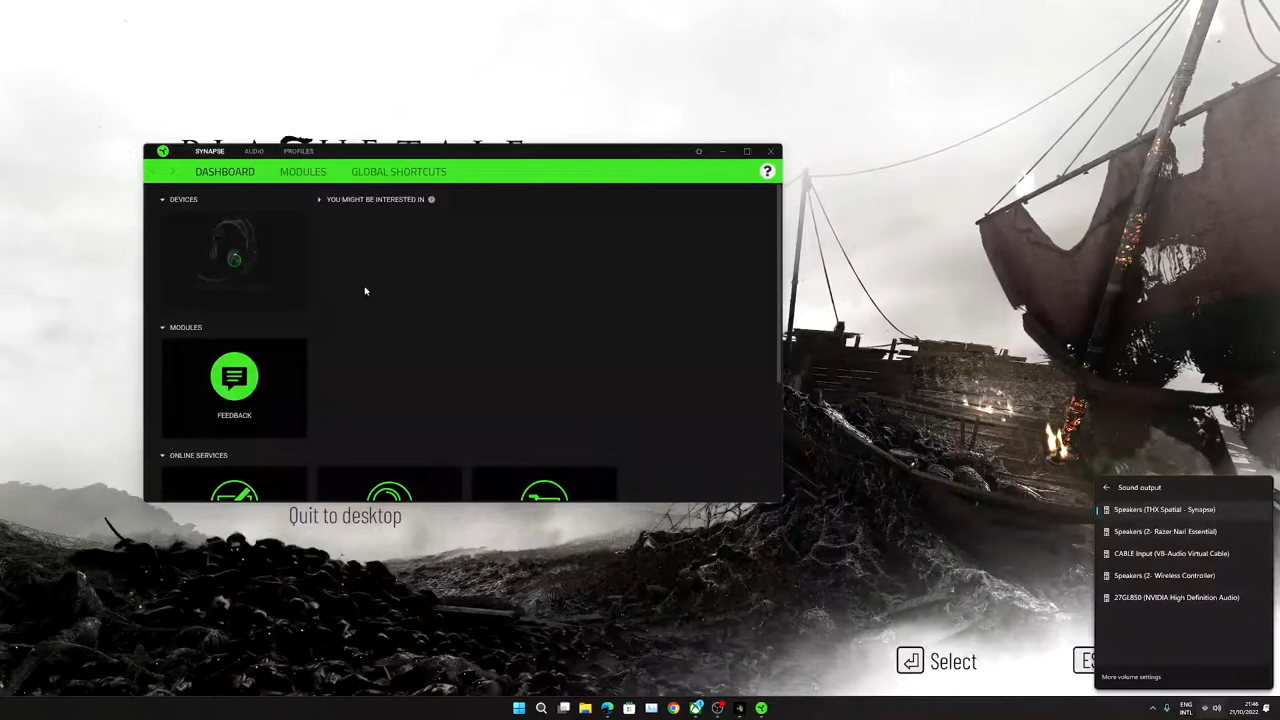 PLAGUE TALE
SYNAPSE AUDIO PROFILES
DASHBOARD MODULES GLOBAL SHORTCUTS ?
DEVICES
YOU MIGHT BE INTERESTED IN
MODULES
FEEDBACK
ONLINE SERVICES
Quit to desktop
Select
ES
Sound output
Speakers (THX Spatial - Synapse)
Speakers (2- Razer Nari Essential)
CABLE Input (VB-Audio Virtual Cable)
Speakers (2- Wireless Controller)
27GL850 (NVIDIA High Definition Audio)
More volume settings
ENG
INTL
21:46
21/10/2022